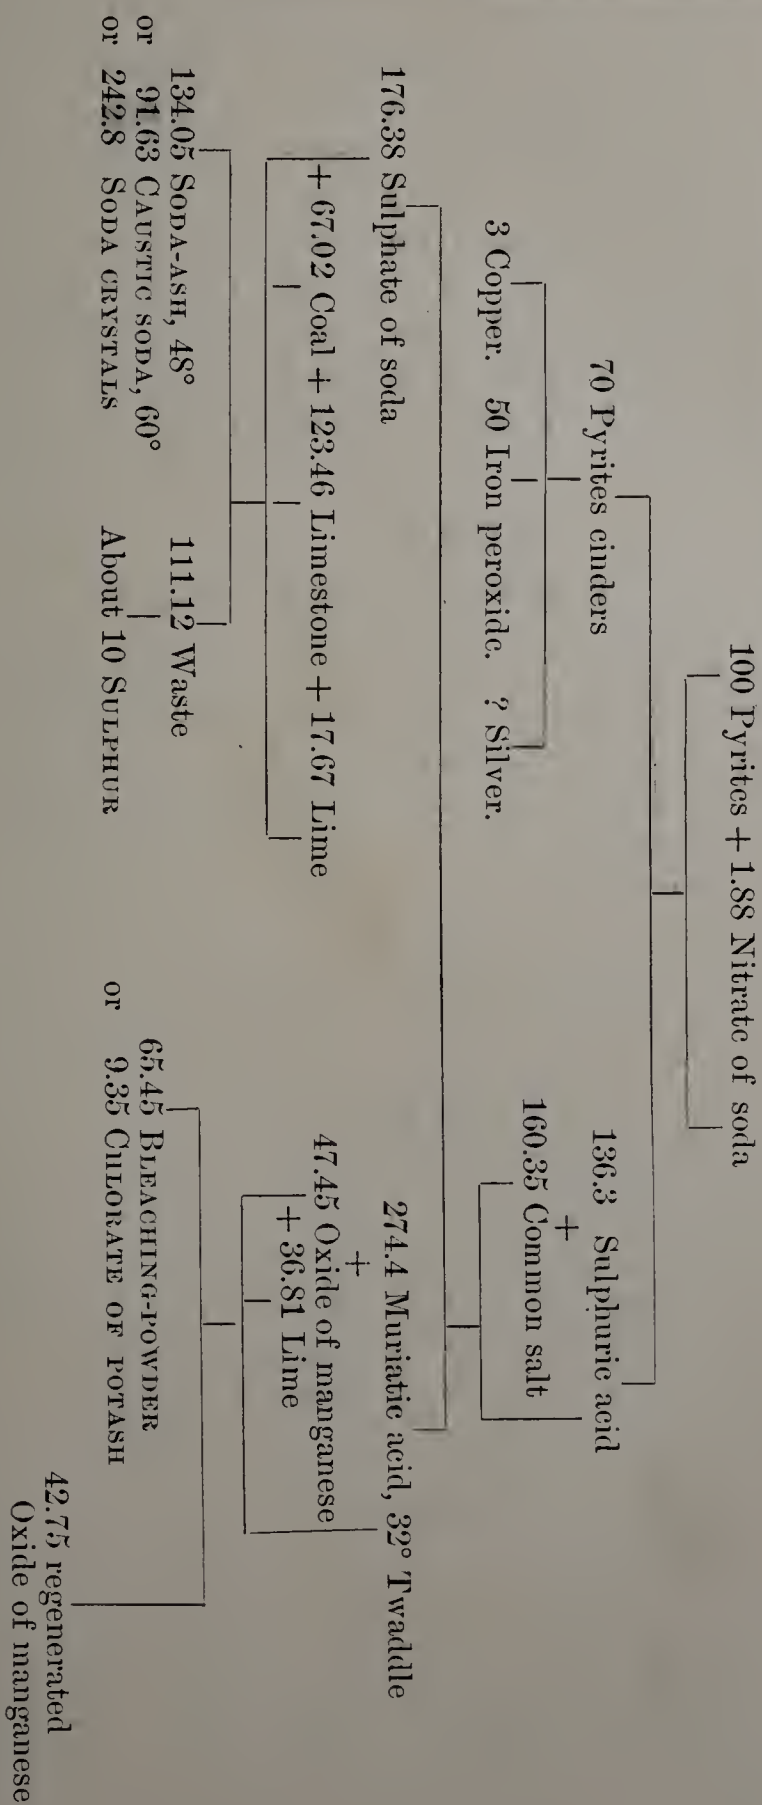 100 Pyrites + 1.88 Nitrate of soda
70 Pyrites cinders
136.3 Sulphuric acid
+
160.35 Common salt
3 Copper. 50 Iron peroxide. ? Silver.
176.38 Sulphate of soda
274.4 Muriatic acid, 32° Twaddle
+
47.45 Oxide of manganese
+ 36.81 Lime
+ 67.02 Coal + 123.46 Limestone + 17.67 Lime
134.05 SODA-ASH, 48°
or 91.63 CAUSTIC SODA, 60°
or 242.8 SODA CRYSTALS
111.12 Waste
About 10 SULPHUR
65.45 BLEACHING-POWDER
or 9.35 CHLORATE OF POTASH
42.75 regenerated
Oxide of manganese